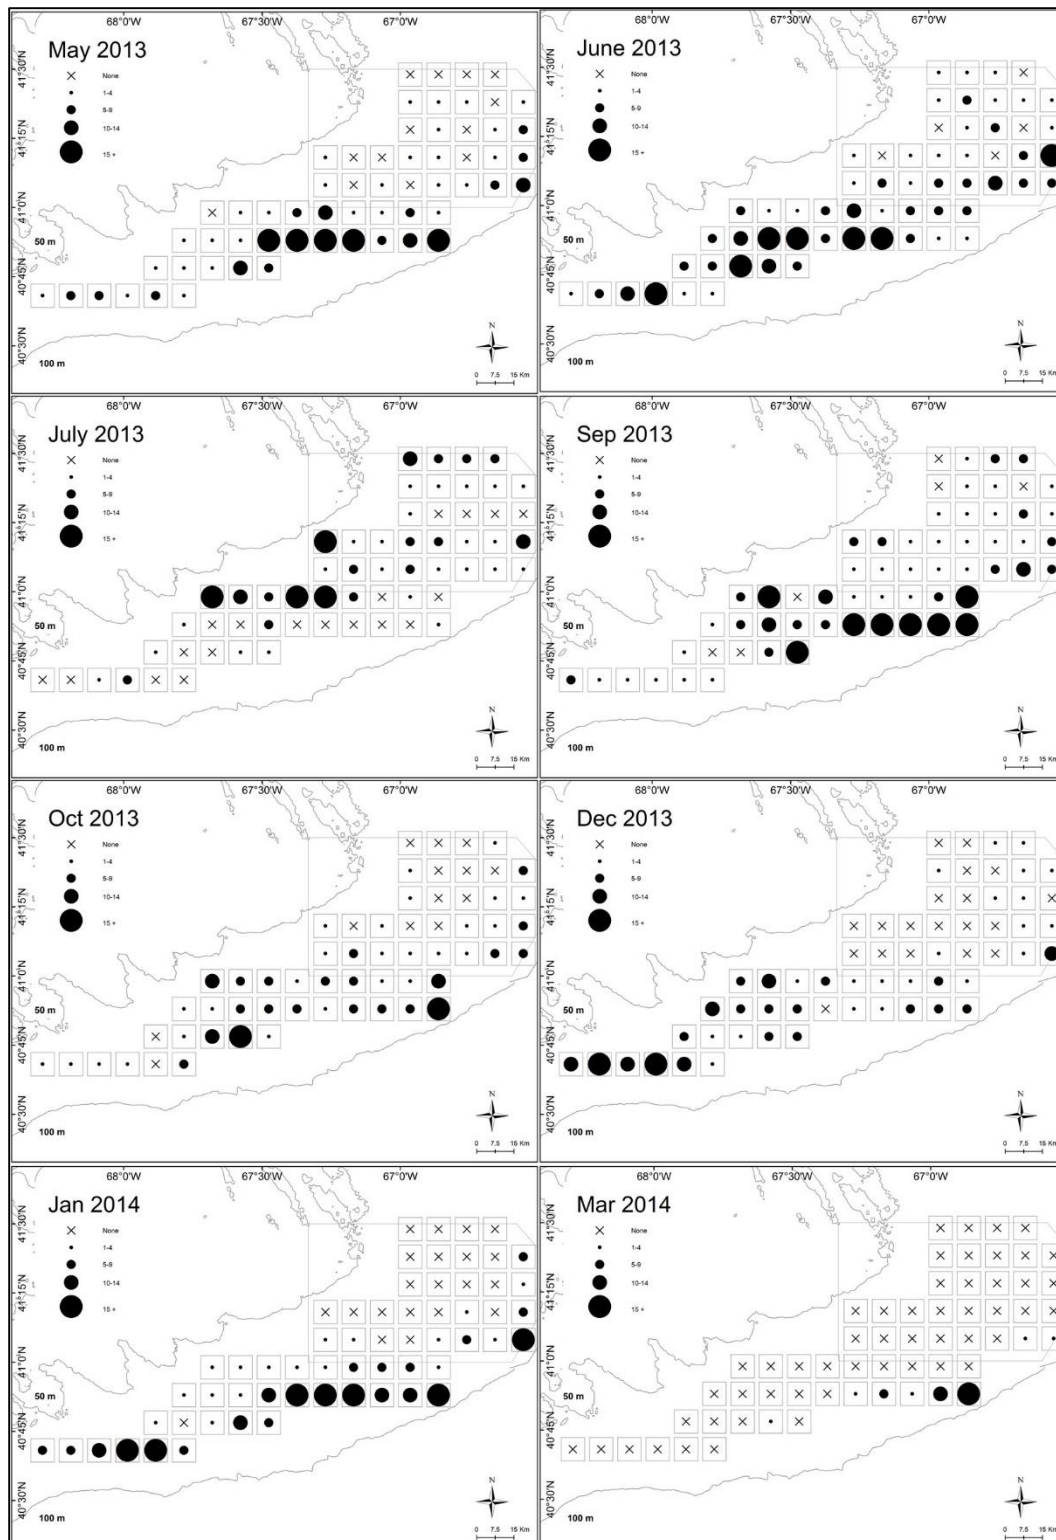 68°0'W 67°30'W 67°0'W
May 2013
None
1-4
5-9
10-14
15 +
41°30'N
41°15'N
41°0'N
40°45'N
40°30'N
50 m
100 m
N
0 7.5 15 Km
68°0'W 67°30'W 67°0'W
June 2013
None
1-4
5-9
10-14
15 +
41°30'N
41°15'N
41°0'N
40°45'N
40°30'N
50 m
100 m
N
0 7.5 15 Km
68°0'W 67°30'W 67°0'W
July 2013
None
1-4
5-9
10-14
15 +
41°30'N
41°15'N
41°0'N
40°45'N
40°30'N
50 m
100 m
N
0 7.5 15 Km
68°0'W 67°30'W 67°0'W
Sep 2013
None
1-4
5-9
10-14
15 +
41°30'N
41°15'N
41°0'N
40°45'N
40°30'N
50 m
100 m
N
0 7.5 15 Km
68°0'W 67°30'W 67°0'W
Oct 2013
None
1-4
5-9
10-14
15 +
41°30'N
41°15'N
41°0'N
40°45'N
40°30'N
50 m
100 m
N
0 7.5 15 Km
68°0'W 67°30'W 67°0'W
Dec 2013
None
1-4
5-9
10-14
15 +
41°30'N
41°15'N
41°0'N
40°45'N
40°30'N
50 m
100 m
N
0 7.5 15 Km
68°0'W 67°30'W 67°0'W
Jan 2014
None
1-4
5-9
10-14
15 +
41°30'N
41°15'N
41°0'N
40°45'N
40°30'N
50 m
100 m
N
0 7.5 15 Km
68°0'W 67°30'W 67°0'W
Mar 2014
None
1-4
5-9
10-14
15 +
41°30'N
41°15'N
41°0'N
40°45'N
40°30'N
50 m
100 m
N
0 7.5 15 Km